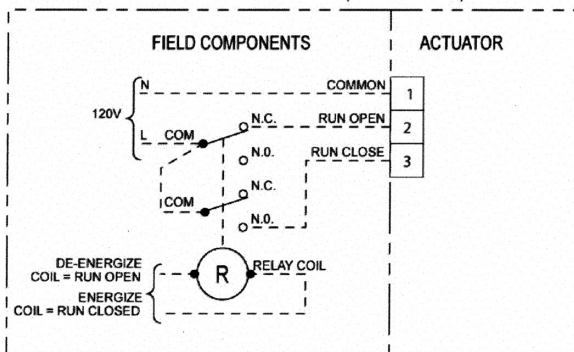 FIELD COMPONENTS
ACTUATOR
N
COMMON
1
120V
N.C.
RUN OPEN
2
L
COM
N.O.
RUN CLOSE
3
N.C.
COM
N.O.
DE-ENERGIZE
COIL = RUN OPEN
R
RELAY COIL
ENERGIZE
COIL = RUN CLOSED